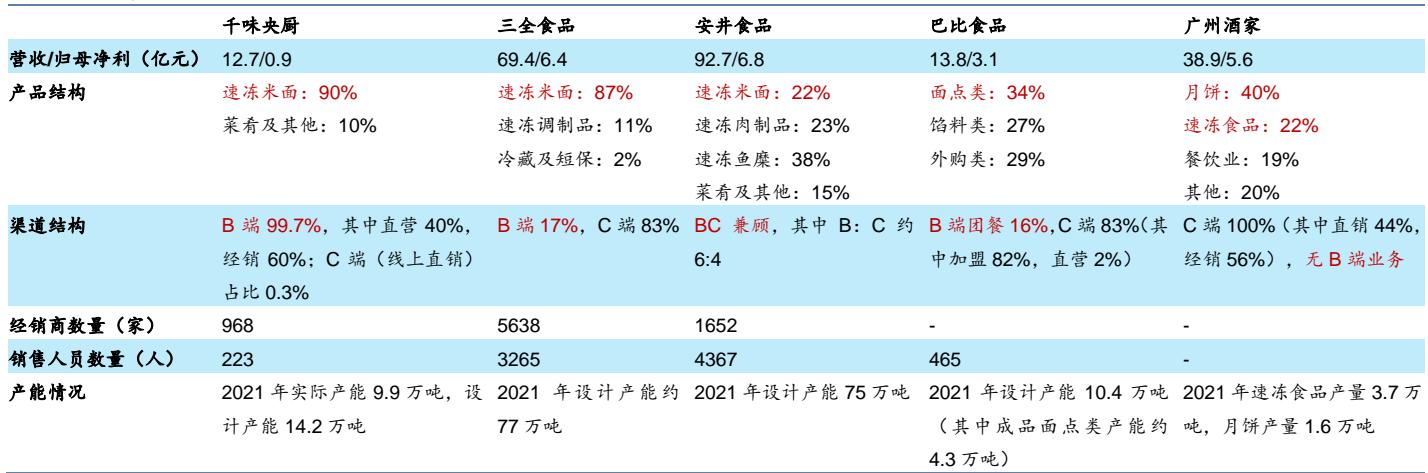 千味央厨 三全食品 安井食品 巴比食品 广州酒家
营收/归母净利（亿元） 12.7/0.9 69.4/6.4 92.7/6.8 13.8/3.1 38.9/5.6
产品结构 速冻米面：90% 速冻米面：87% 速冻米面：22% 面点类：34% 月饼：40%
菜肴及其他：10% 速冻调制品：11% 速冻肉制品：23% 馅料类：27% 速冻食品：22%
冷藏及短保：2% 速冻鱼糜：38% 外购类：29% 餐饮业：19%
菜肴及其他：15% 其他：20%
渠道结构 B 端 99.7%，其中直营 40%， B 端 17%，C 端 83% BC 兼顾，其中 B：C 约 B 端团餐 16%,C 端 83%（其 C 端 100%（其中直销 44%，
经销 60%；C 端（线上直销） 6:4 中加盟 82%，直营 2%） 经销 56%），无 B 端业务
占比 0.3%
经销商数量（家） 968 5638 1652 - -
销售人员数量（人） 223 3265 4367 465 -
产能情况 2021 年实际产能 9.9 万吨，设 2021 年设计产能约 2021 年设计产能 75 万吨 2021 年设计产能 10.4 万吨 2021 年速冻食品产量 3.7 万
计产能 14.2 万吨 77 万吨 （其中成品面点类产能约 吨，月饼产量 1.6 万吨
4.3 万吨）